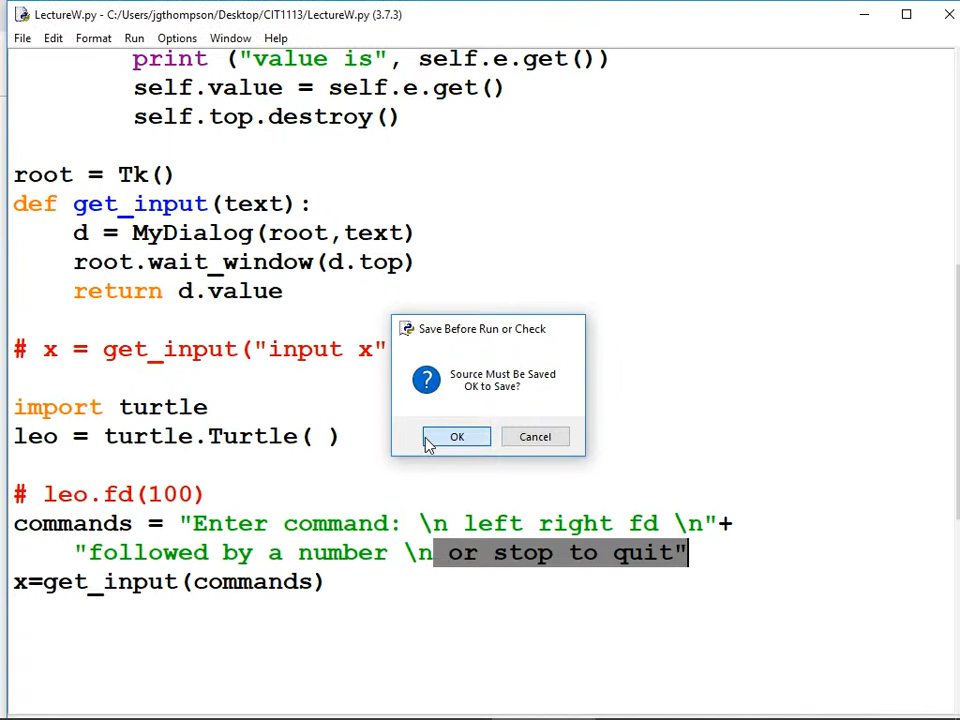 LectureW.py - C:/Users/jgthompson/Desktop/CIT1113/LectureW.py (3.7.3)
File Edit Format Run Options Window Help
print ("value is", self.e.get())
self.value = self.e.get()
self.top.destroy()
root = Tk()
def get_input(text):
d = MyDialog(root,text)
root.wait_window(d.top)
return d.value
# x = get_input("input x"
import turtle
leo = turtle.Turtle( )
# leo.fd(100)
commands = "Enter command: \n left right fd \n"+
"followed by a number \n or stop to quit"
x=get_input(commands)
Save Before Run or Check
Source Must Be Saved
OK to Save?
OK Cancel